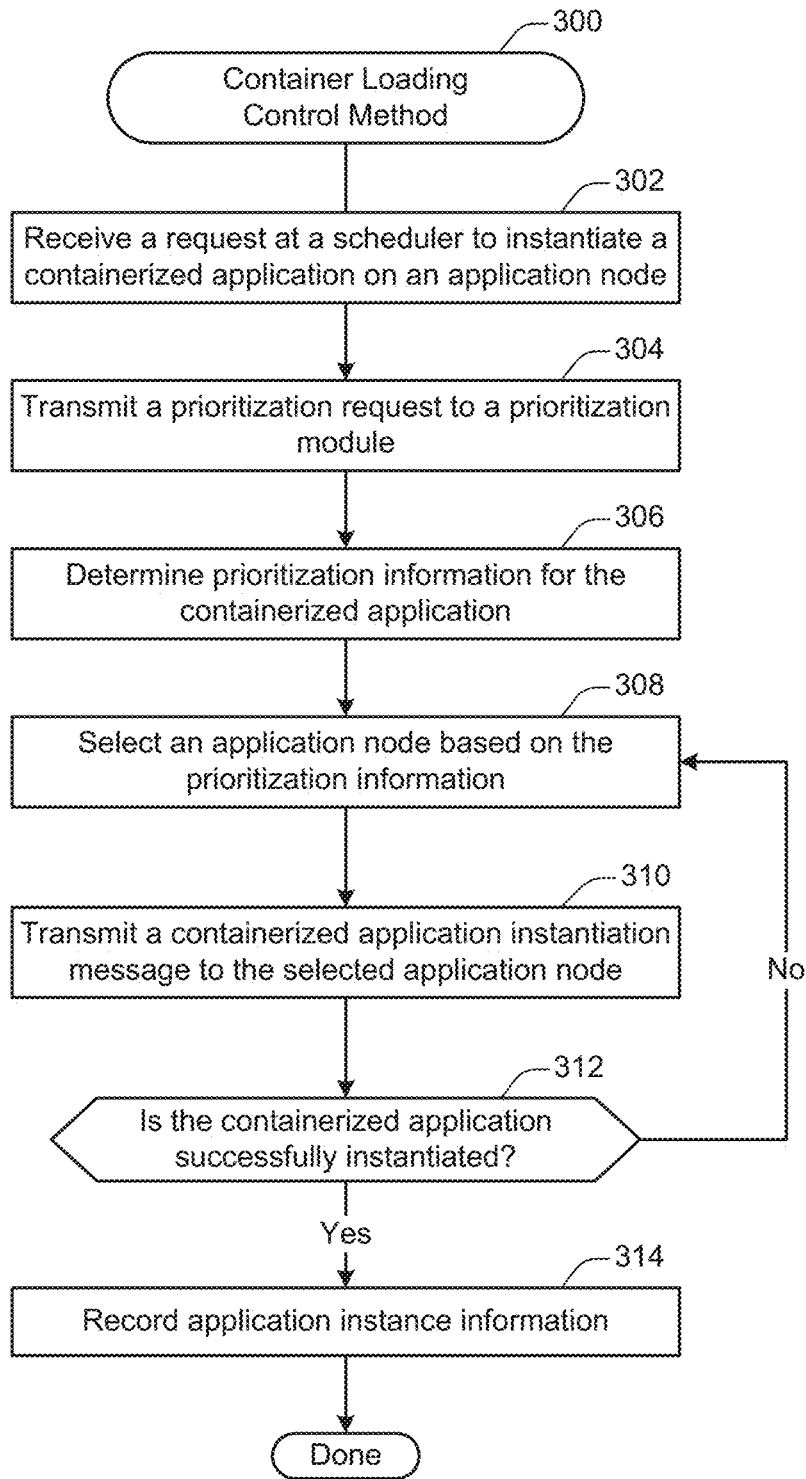 300
Container Loading
Control Method
302
Receive a request at a scheduler to instantiate a
containerized application on an application node
304
Transmit a prioritization request to a prioritization
module
306
Determine prioritization information for the
containerized application
308
Select an application node based on the
prioritization information
310
Transmit a containerized application instantiation
message to the selected application node
No
312
Is the containerized application
successfully instantiated?
Yes
314
Record application instance information
Done